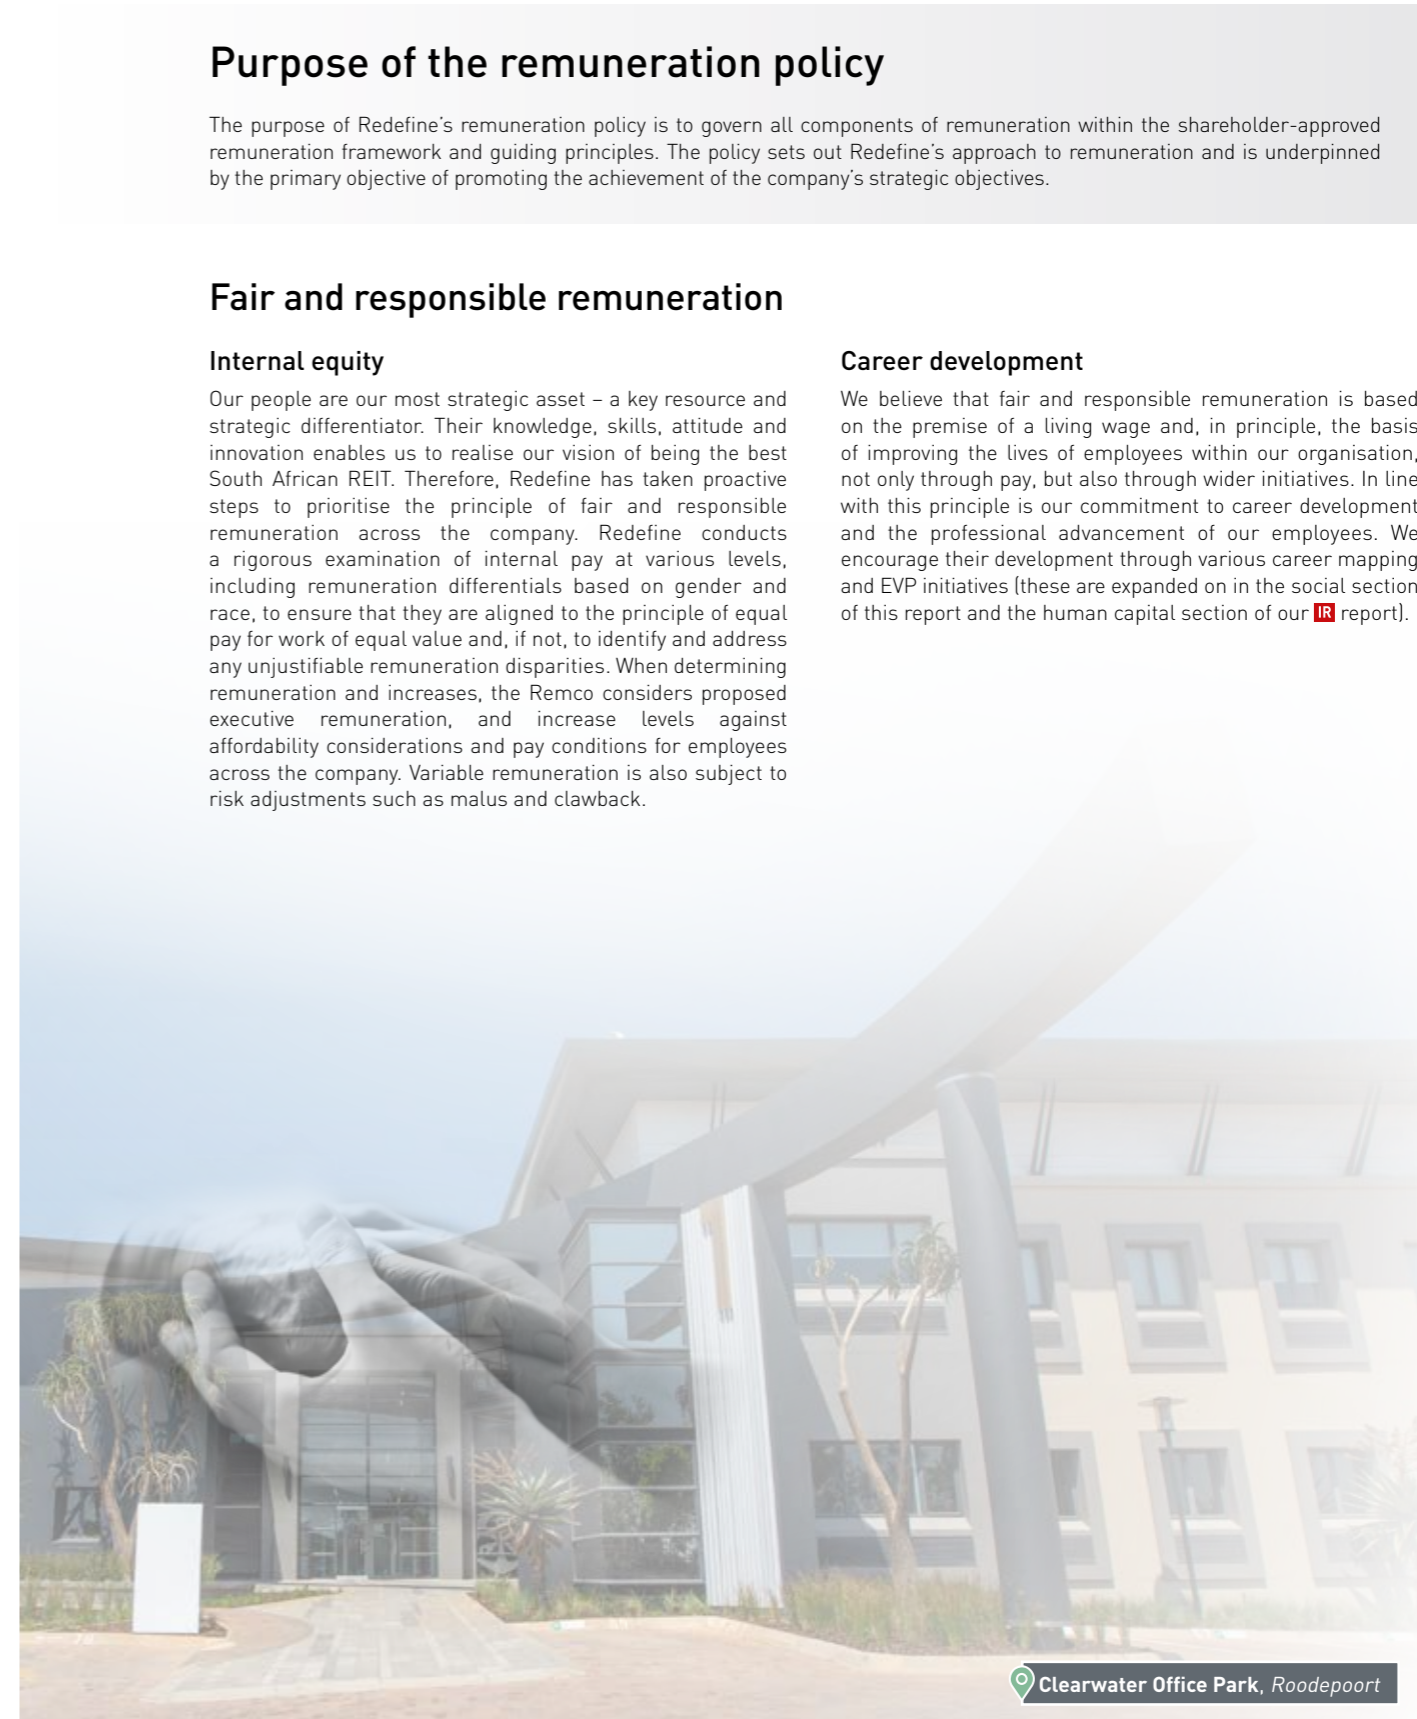 Purpose of the remuneration policy
The purpose of Redefine's remuneration policy is to govern all components of remuneration within the shareholder-approved
remuneration framework and guiding principles. The policy sets out Redefine's approach to remuneration and is underpinned
by the primary objective of promoting the achievement of the company's strategic objectives.
Fair and responsible remuneration
Internal equity
Our people are our most strategic asset – a key resource and
strategic differentiator. Their knowledge, skills, attitude and
innovation enables us to realise our vision of being the best
South African REIT. Therefore, Redefine has taken proactive
steps to prioritise the principle of fair and responsible
remuneration across the company. Redefine conducts
a rigorous examination of internal pay at various levels,
including remuneration differentials based on gender and
race, to ensure that they are aligned to the principle of equal
pay for work of equal value and, if not, to identify and address
any unjustifiable remuneration disparities. When determining
remuneration and increases, the Remco considers proposed
executive remuneration, and increase levels against
affordability considerations and pay conditions for employees
across the company. Variable remuneration is also subject to
risk adjustments such as malus and clawback.
Career development
We believe that fair and responsible remuneration is based
on the premise of a living wage and, in principle, the basis
of improving the lives of employees within our organisation,
not only through pay, but also through wider initiatives. In line
with this principle is our commitment to career development
and the professional advancement of our employees. We
encourage their development through various career mapping
and EVP initiatives (these are expanded on in the social section
of this report and the human capital section of our IR report).
Clearwater Office Park, Roodepoort